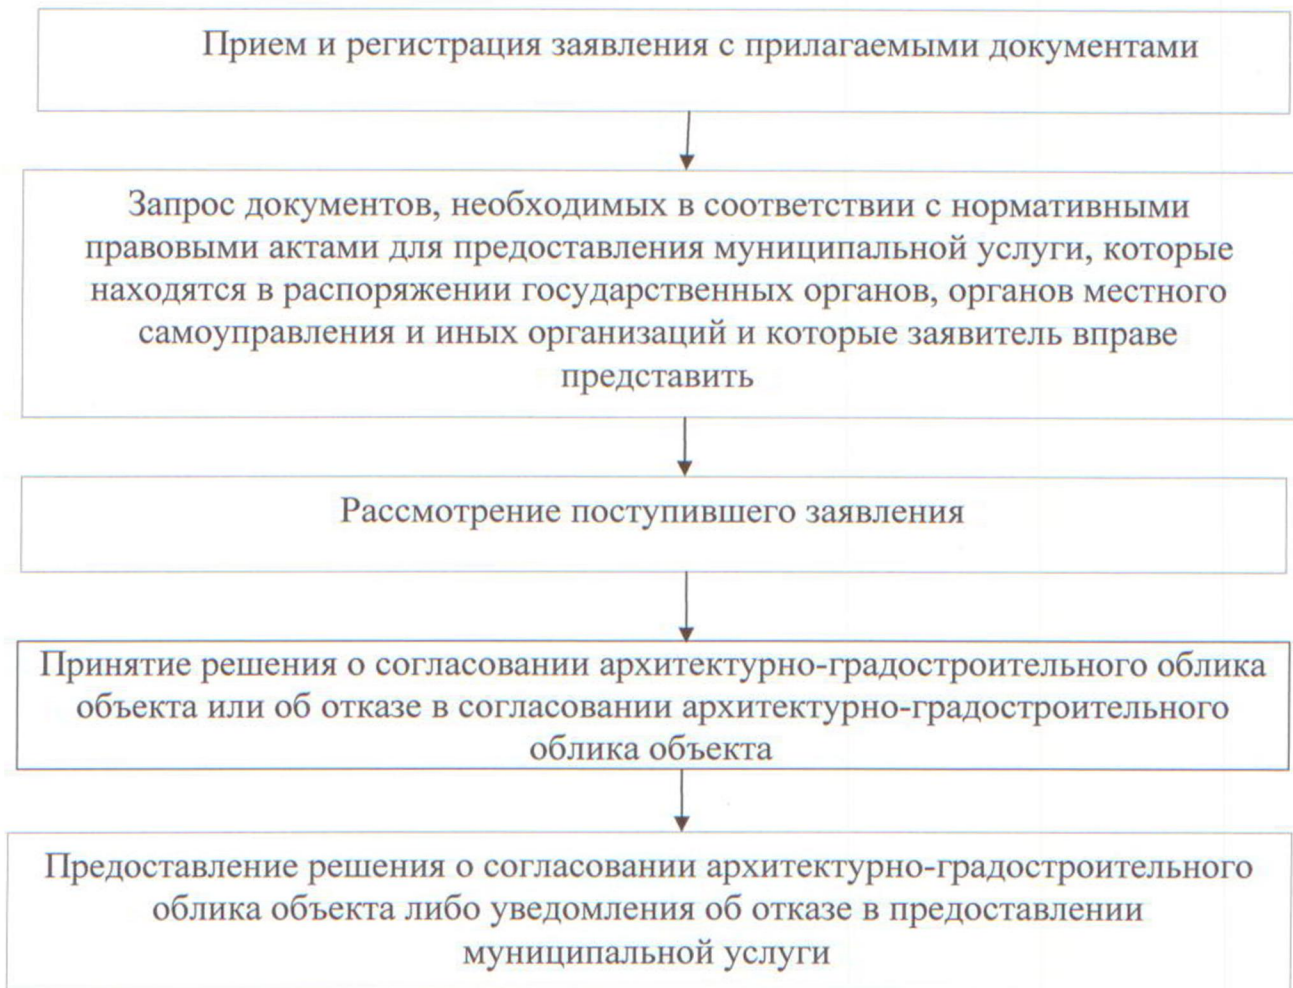 Прием и регистрация заявления с прилагаемыми документами
Запрос документов, необходимых в соответствии с нормативными
правовыми актами для предоставления муниципальной услуги, которые
находятся в распоряжении государственных органов, органов местного
самоуправления и иных организаций и которые заявитель вправе
представить
Рассмотрение поступившего заявления
Принятие решения о согласовании архитектурно-градостроительного облика
объекта или об отказе в согласовании архитектурно-градостроительного
облика объекта
Предоставление решения о согласовании архитектурно-градостроительного
облика объекта либо уведомления об отказе в предоставлении
муниципальной услуги